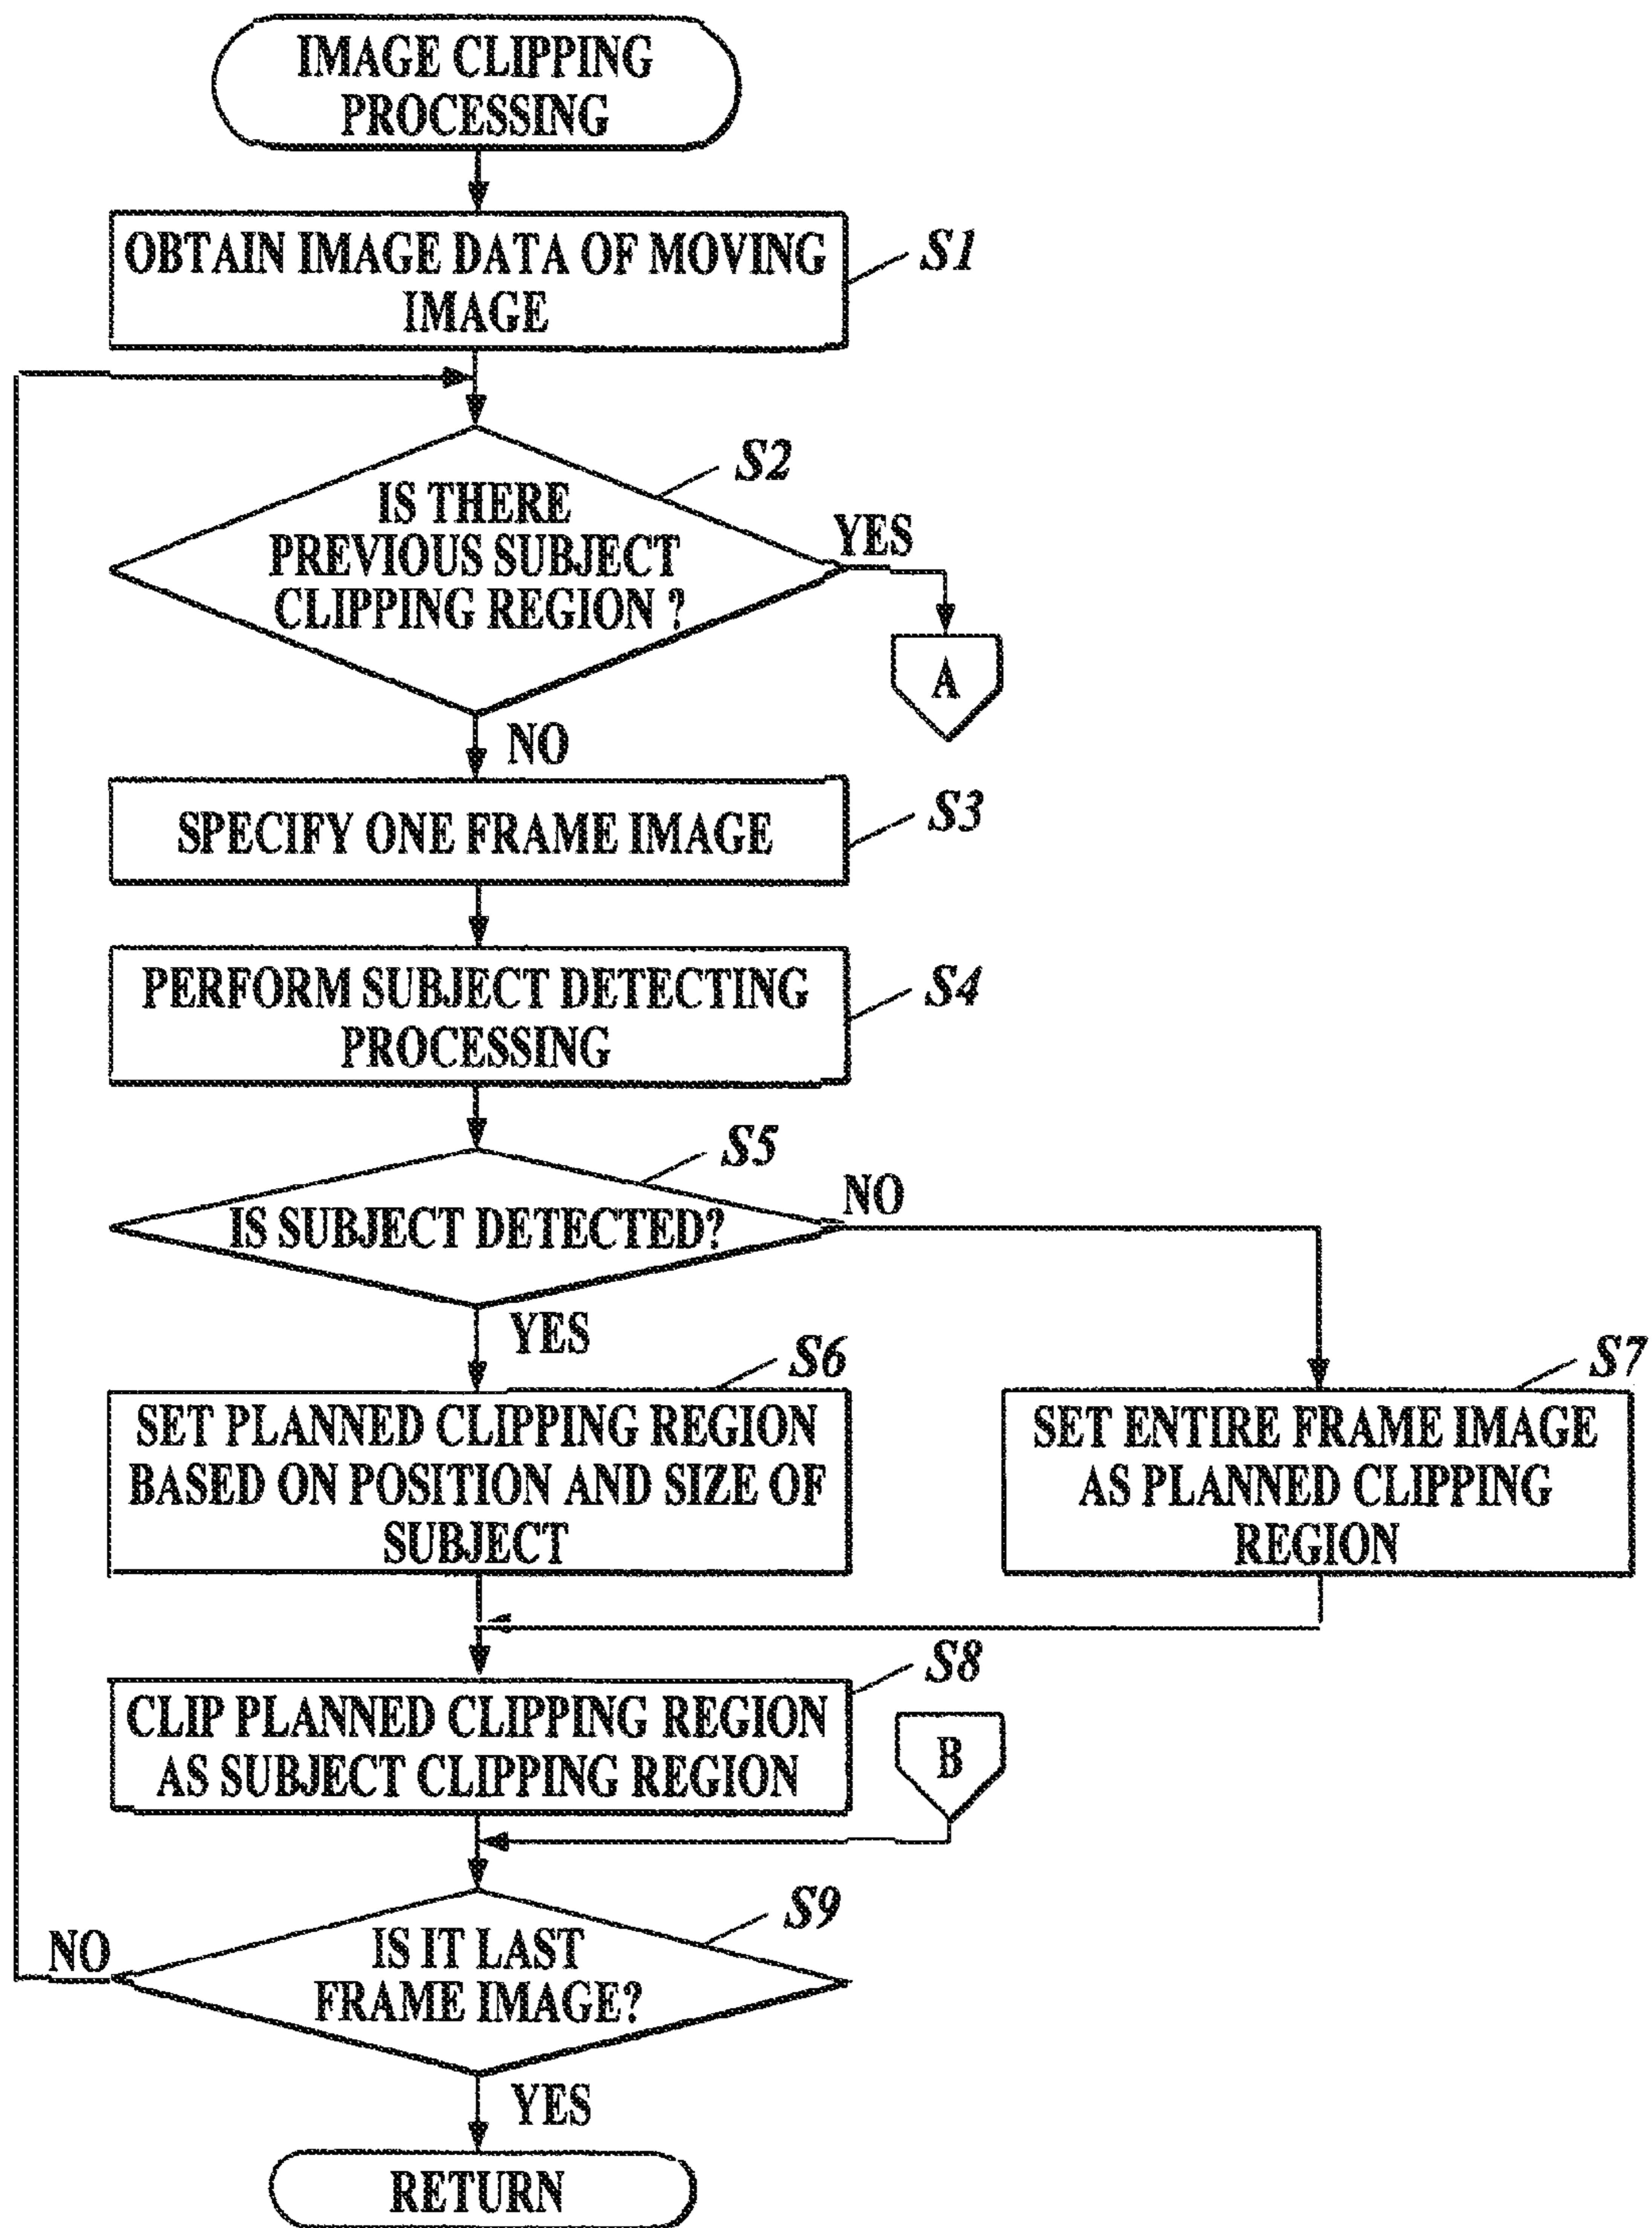 IMAGE CLIPPING
PROCESSING
OBTAIN IMAGE DATA OF MOVING
IMAGE
S1
S2
IS THERE
PREVIOUS SUBJECT
CLIPPING REGION ?
YES
A
NO
SPECIFY ONE FRAME IMAGE
S3
PERFORM SUBJECT DETECTING
PROCESSING
S4
S5
IS SUBJECT DETECTED?
NO
YES
S6
SET PLANNED CLIPPING REGION
BASED ON POSITION AND SIZE OF
SUBJECT
S7
SET ENTIRE FRAME IMAGE
AS PLANNED CLIPPING
REGION
S8
CLIP PLANNED CLIPPING REGION
AS SUBJECT CLIPPING REGION
B
S9
IS IT LAST
FRAME IMAGE?
NO
YES
RETURN